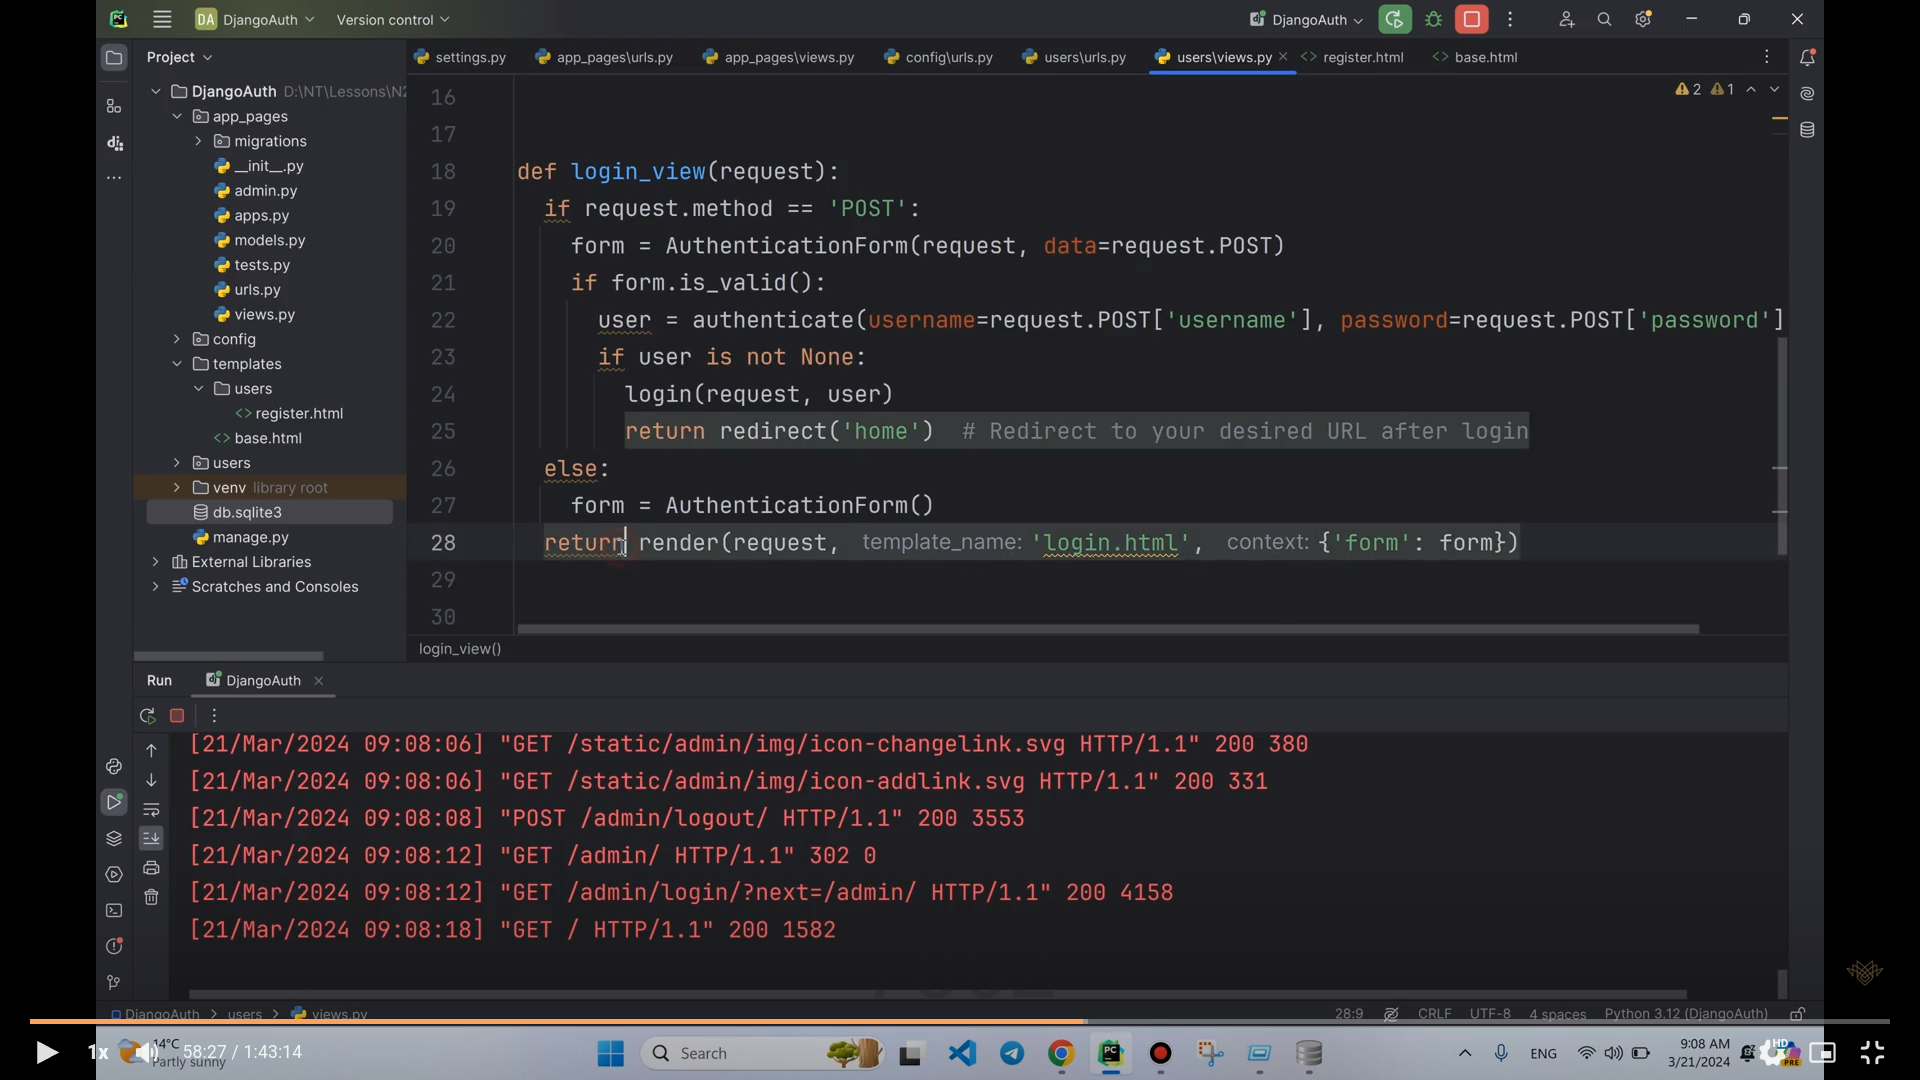 DA DjangoAuth Version control DjangoAuth
Project
settings.py app_pages\urls.py app_pages\views.py config\urls.py users\urls.py users\views.py register.html base.html
DjangoAuth D:\NT\Lessons\N2
app_pages
migrations
__init__.py
admin.py
apps.py
models.py
tests.py
urls.py
views.py
config
templates
users
register.html
base.html
users
venv library root
db.sqlite3
manage.py
External Libraries
Scratches and Consoles
2 1
16
17
18 def login_view(request):
19 if request.method == 'POST':
20 form = AuthenticationForm(request, data=request.POST)
21 if form.is_valid():
22 user = authenticate(username=request.POST['username'], password=request.POST['password']
23 if user is not None:
24 login(request, user)
25 return redirect('home') # Redirect to your desired URL after login
26 else:
27 form = AuthenticationForm()
28 return render(request, template_name: 'login.html', context: {'form': form})
29
30
login_view()
Run DjangoAuth
[21/Mar/2024 09:08:06] "GET /static/admin/img/icon-changelink.svg HTTP/1.1" 200 380
[21/Mar/2024 09:08:06] "GET /static/admin/img/icon-addlink.svg HTTP/1.1" 200 331
[21/Mar/2024 09:08:08] "POST /admin/logout/ HTTP/1.1" 200 3553
[21/Mar/2024 09:08:12] "GET /admin/ HTTP/1.1" 302 0
[21/Mar/2024 09:08:12] "GET /admin/login/?next=/admin/ HTTP/1.1" 200 4158
[21/Mar/2024 09:08:18] "GET / HTTP/1.1" 200 1582
DjangoAuth > users > views.py 28:9 CRLF UTF-8 4 spaces Python 3.12 (DjangoAuth)
1x 14°C 58:27 / 1:43:14
Partly sunny
Search
ENG
9:08 AM
3/21/2024
HD
PRE